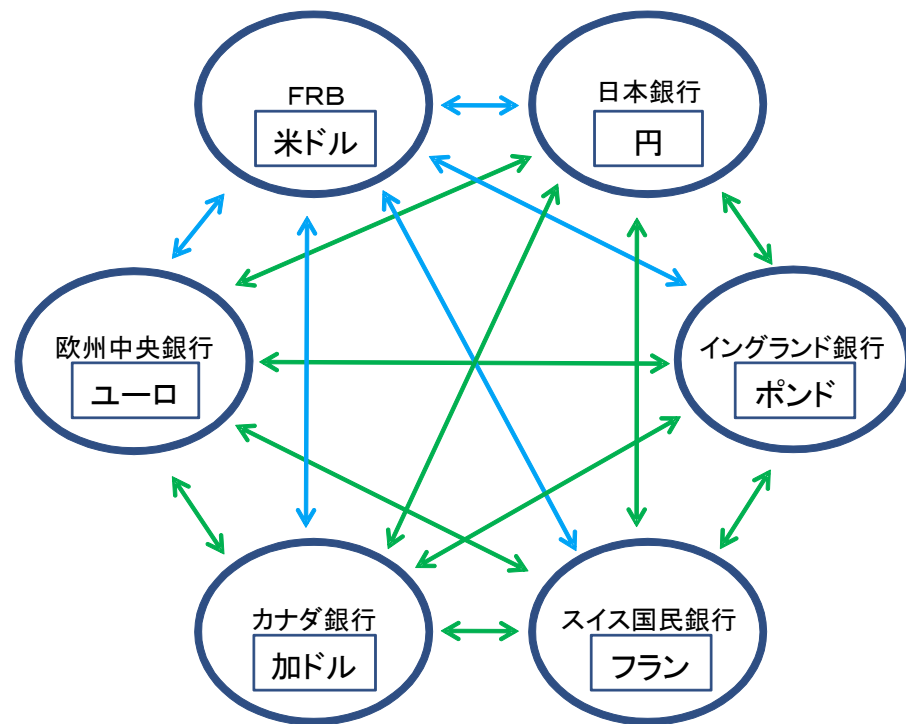 FRB
米ドル
日本銀行
円
欧州中央銀行
ユーロ
イングランド銀行
ポンド
カナダ銀行
加ドル
スイス国民銀行
フラン